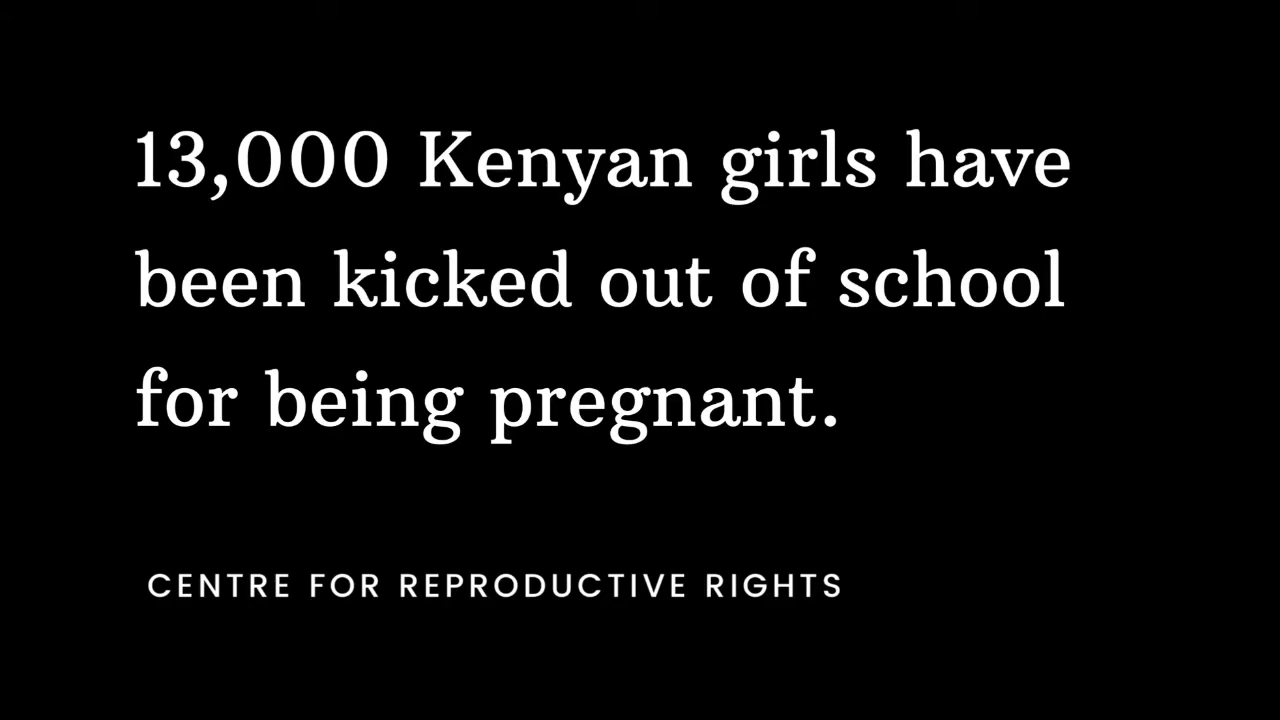 13,000 Kenyan girls have
been kicked out of school
for being pregnant.
CENTRE FOR REPRODUCTIVE RIGHTS